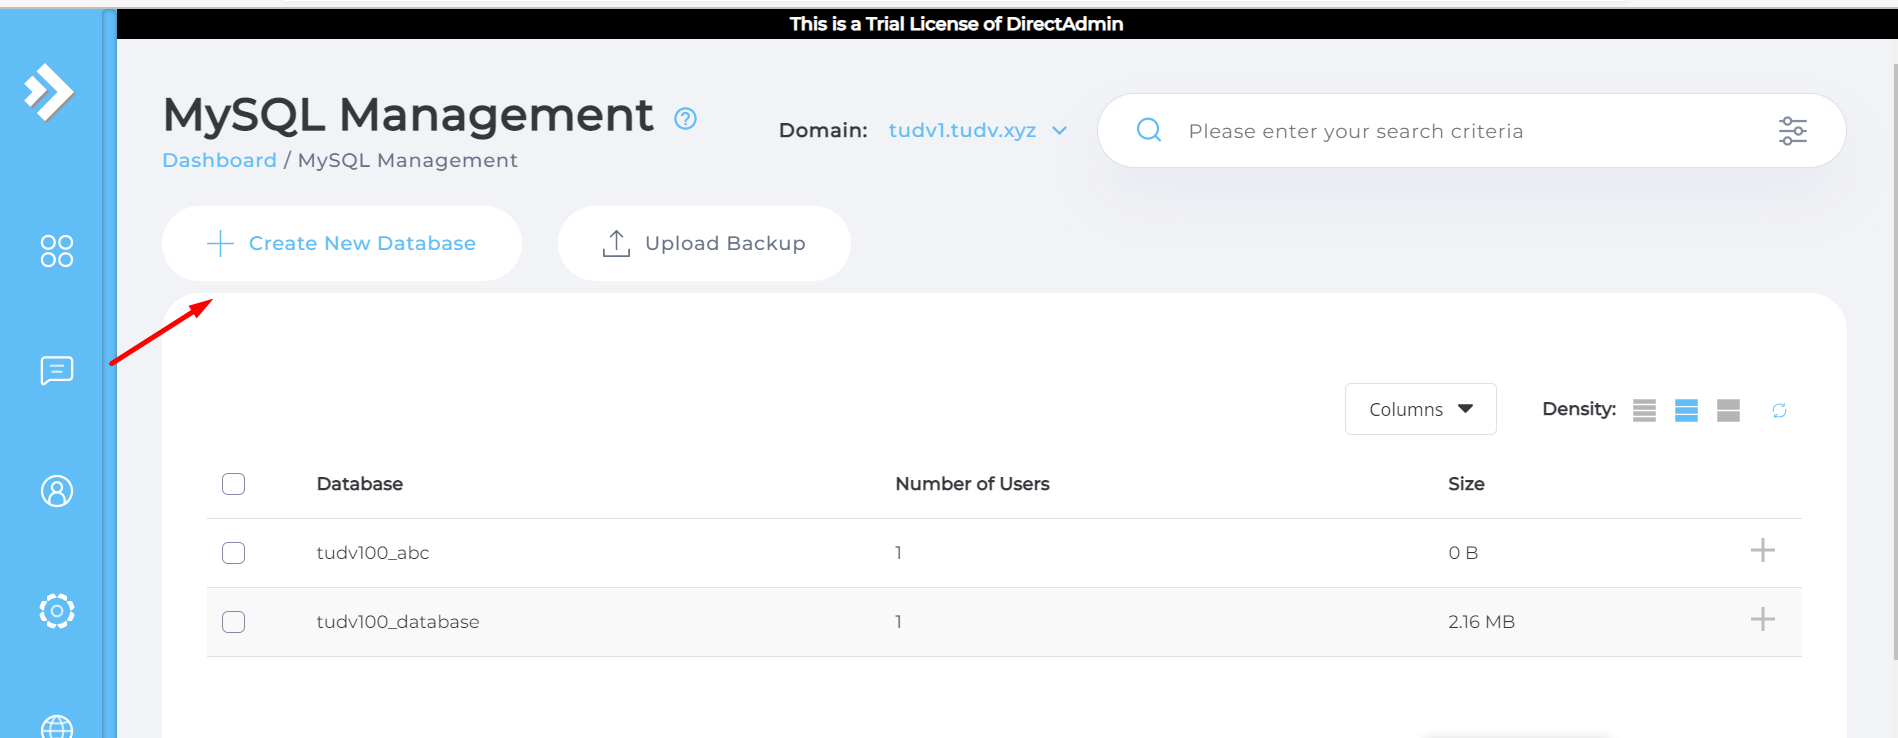 This is a Trial License of DirectAdmin
MySQL Management ?
Domain: tudv1.tudv.xyz
Please enter your search criteria
Dashboard / MySQL Management
Create New Database
Upload Backup
Columns
Density:
Database Number of Users Size
tudv100_abc 1 0 B
tudv100_database 1 2.16 MB